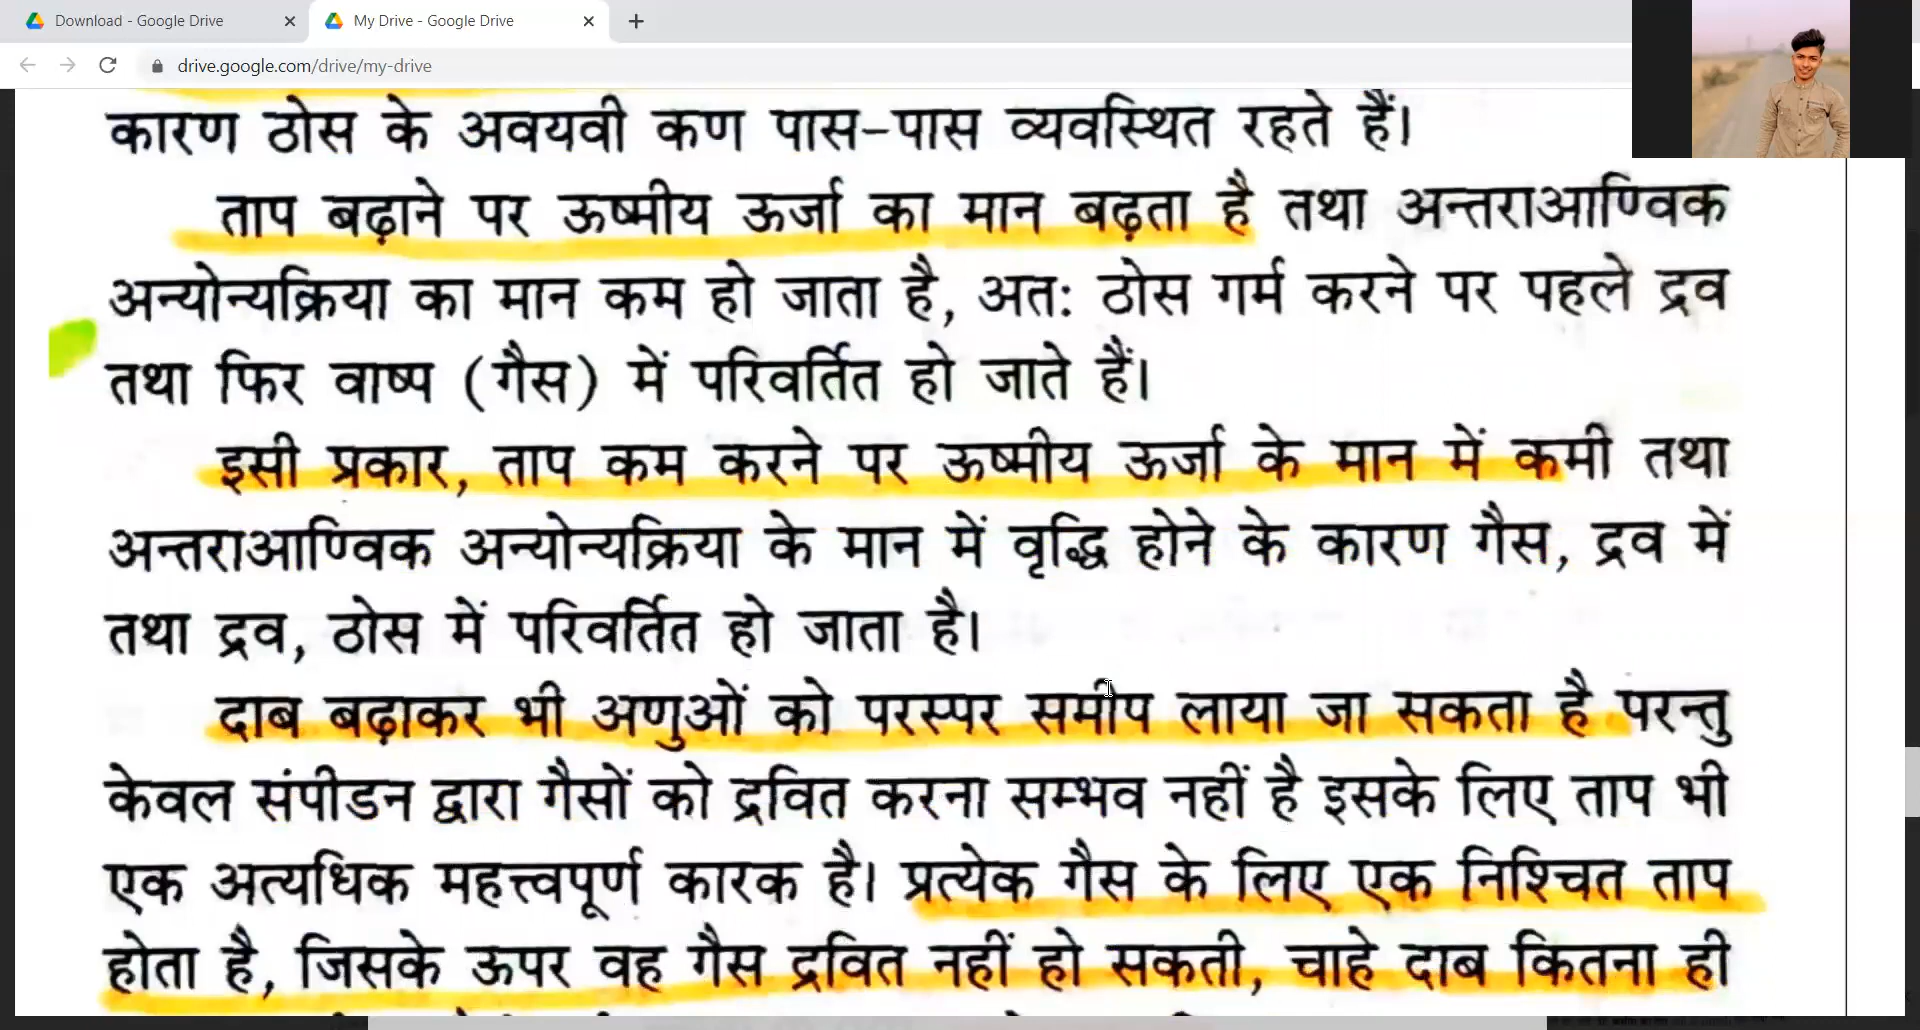 Download - Google Drive
My Drive - Google Drive
drive.google.com/drive/my-drive
कारण ठोस के अवयवी कण पास-पास व्यवस्थित रहते हैं।
ताप बढ़ाने पर ऊष्मीय ऊर्जा का मान बढ़ता है तथा अन्तराआण्विक
अन्योन्यक्रिया का मान कम हो जाता है, अत: ठोस गर्म करने पर पहले द्रव
तथा फिर वाष्प (गैस) में परिवर्तित हो जाते हैं।
इसी प्रकार, ताप कम करने पर ऊष्मीय ऊर्जा के मान में कमी तथा
अन्तराआण्विक अन्योन्यक्रिया के मान में वृद्धि होने के कारण गैस, द्रव में
तथा द्रव, ठोस में परिवर्तित हो जाता है।
दाब बढ़ाकर भी अणुओं को परस्पर समीप लाया जा सकता है परन्तु
केवल संपीडन द्वारा गैसों को द्रवित करना सम्भव नहीं है इसके लिए ताप भी
एक अत्यधिक महत्त्वपूर्ण कारक है। प्रत्येक गैस के लिए एक निश्चित ताप
होता है, जिसके ऊपर वह गैस द्रवित नहीं हो सकती, चाहे दाब कितना ही